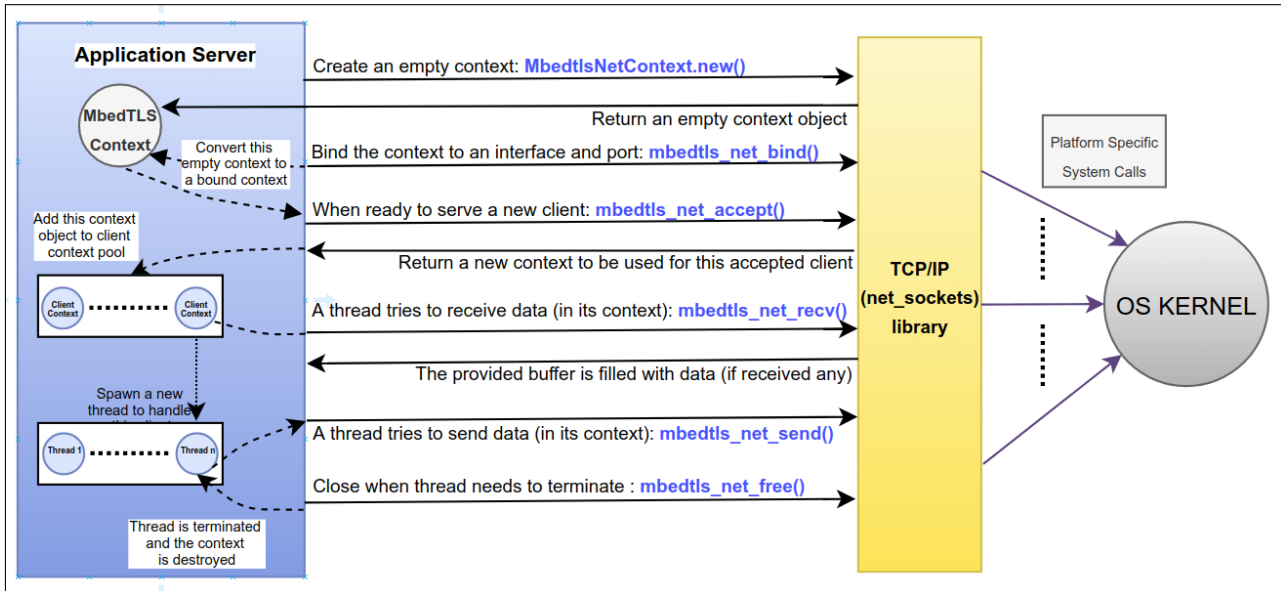 Application Server
MbedTLS
Context
Convert this
empty context to
a bound context
Add this context
object to client
context pool
Client
Context
Client
Context
Spawn a new
thread to handle
Thread 1
Thread n
Thread is terminated
and the context
is destroyed
Create an empty context: MbedtlsNetContext.new()
Return an empty context object
Bind the context to an interface and port: mbedtls_net_bind()
When ready to serve a new client: mbedtls_net_accept()
Return a new context to be used for this accepted client
A thread tries to receive data (in its context): mbedtls_net_recv()
The provided buffer is filled with data (if received any)
A thread tries to send data (in its context): mbedtls_net_send()
Close when thread needs to terminate : mbedtls_net_free()
TCP/IP
(net_sockets)
library
Platform Specific
System Calls
OS KERNEL